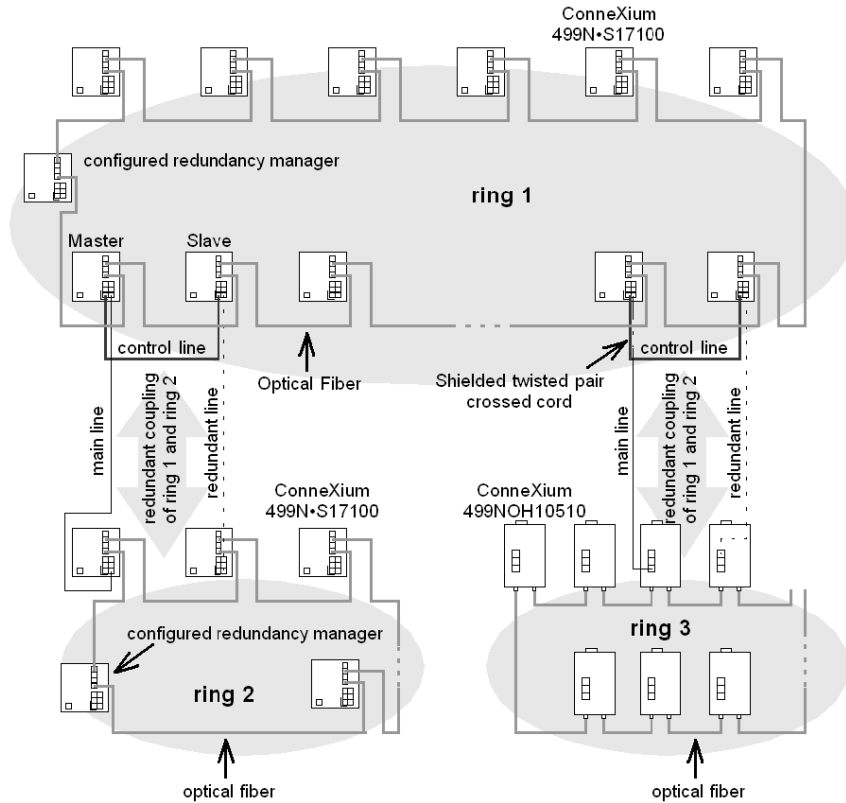 ConneXium
499N•S17100
configured redundancy manager
ring 1
Master
Slave
control line
Optical Fiber
Shielded twisted pair
crossed cord
control line
main line
redundant coupling
of ring 1 and ring 2
redundant line
main line
redundant coupling
of ring 1 and ring 2
redundant line
ConneXium
499N•S17100
ConneXium
499NOH10510
configured redundancy manager
ring 2
ring 3
optical fiber
optical fiber